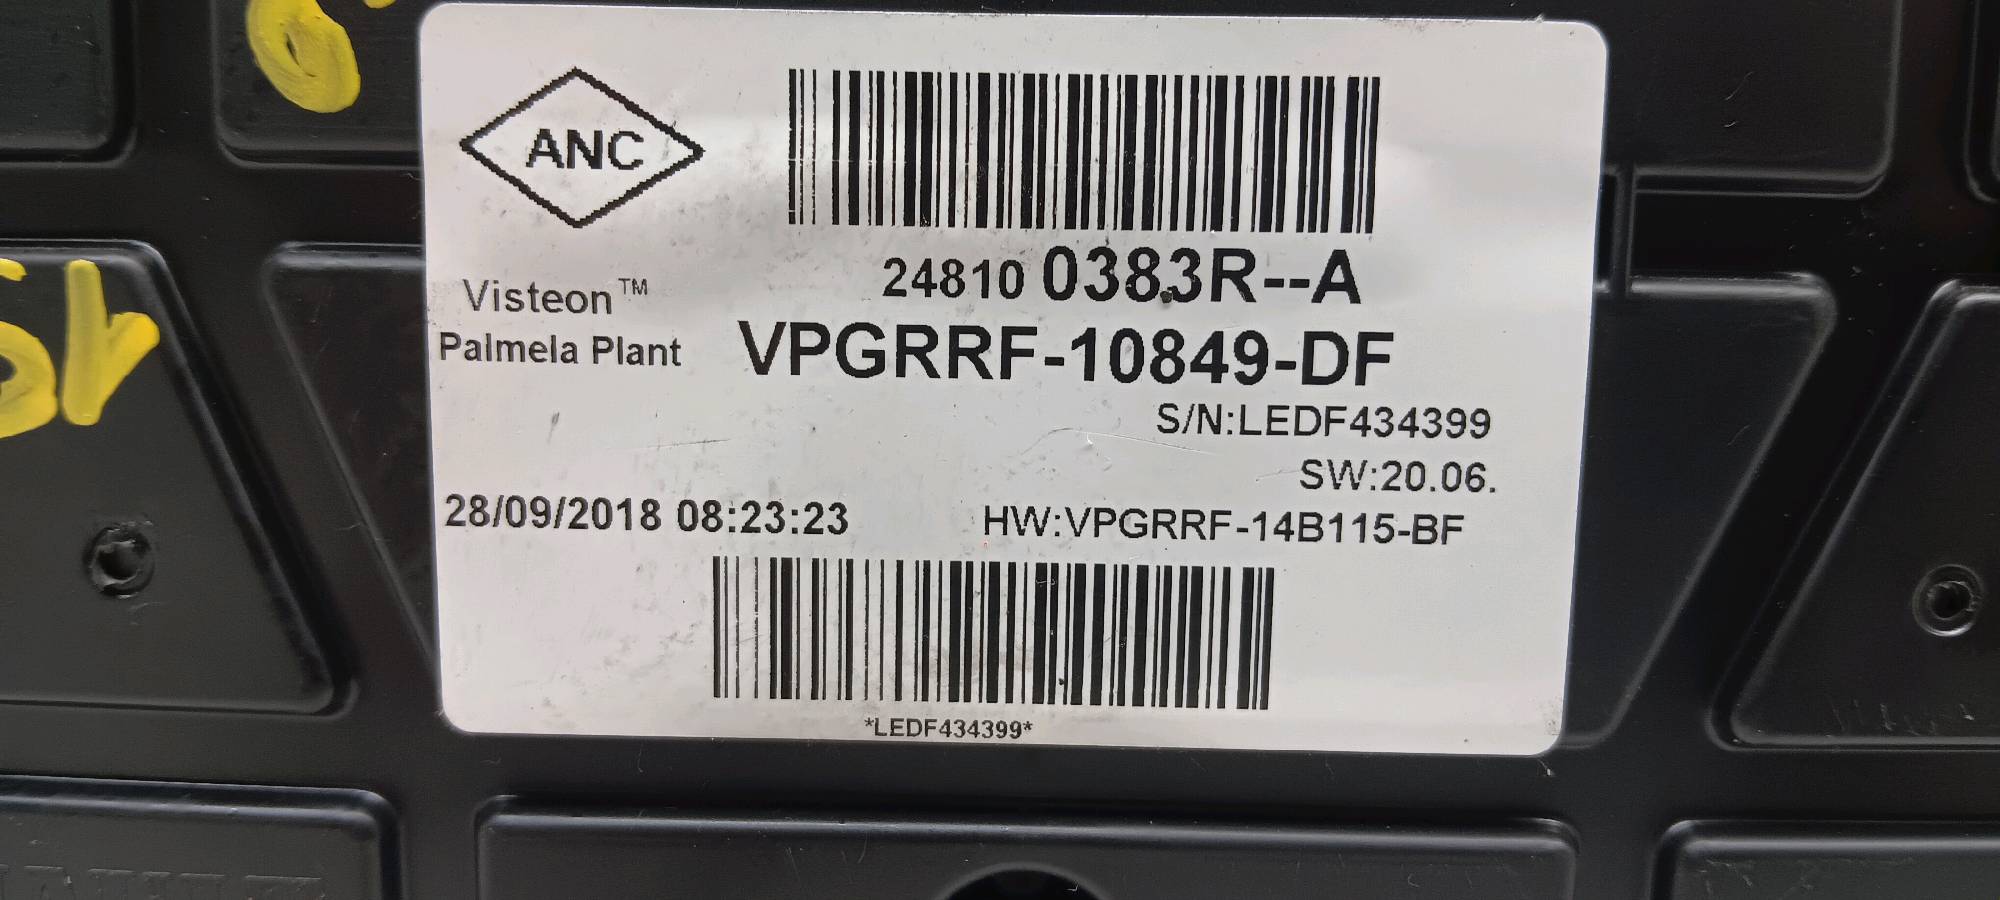 ANC
24810 0383R--A
Visteon™
Palmela Plant
VPGRRF-10849-DF
S/N:LEDF434399
SW:20.06.
28/09/2018 08:23:23
HW:VPGRRF-14B115-BF
*LEDF434399*